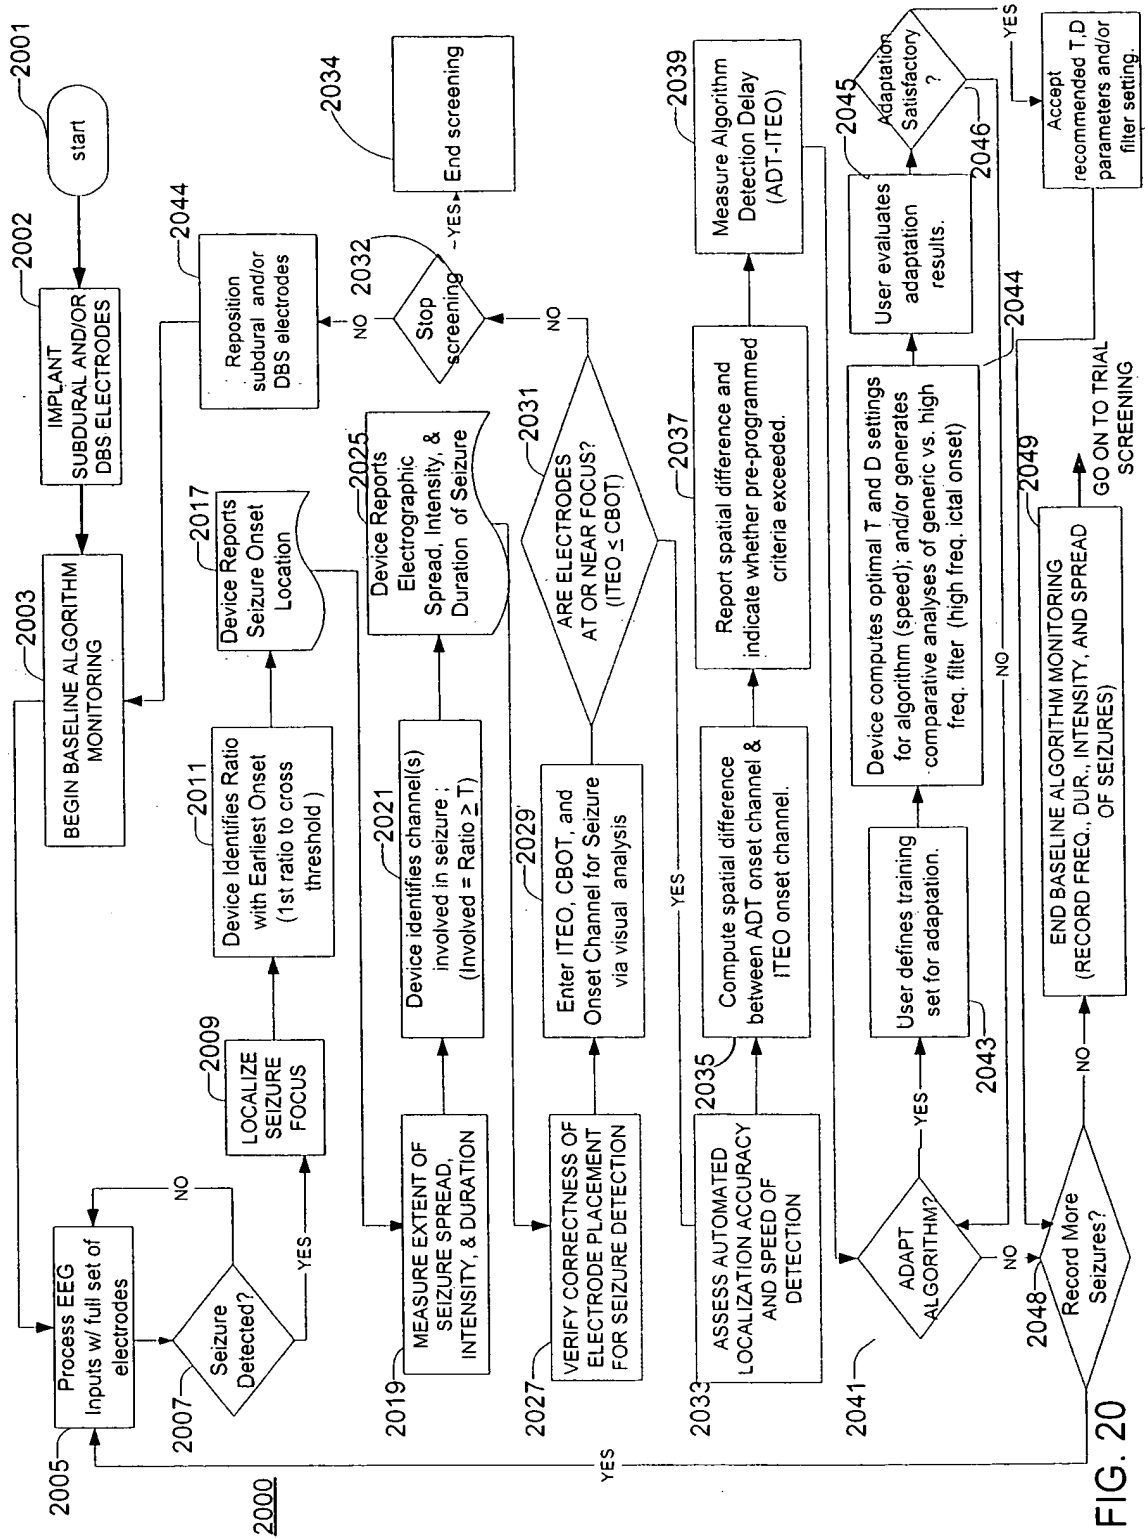 2001
start
2002
IMPLANT
SUBDURAL AND/OR
DBS ELECTRODES
2003
BEGIN BASELINE ALGORITHM
MONITORING
2005
Process EEG
Inputs w/ full set of
electrodes
2007
Seizure
Detected?
NO
YES
2009
LOCALIZE
SEIZURE
FOCUS
2011
Device Identifies Ratio
with Earliest Onset
(1st ratio to cross
threshold )
2017
Device Reports
Seizure Onset
Location
2044
Reposition
subdural and/or
DBS electrodes
2034
End screening
YES
2032
Stop
screening
NO
2019
MEASURE EXTENT OF
SEIZURE SPREAD,
INTENSITY, & DURATION
2021
Device identifies channel(s)
involved in seizure ;
(Involved = Ratio ≥ T)
2025
Device Reports
Electrographic
Spread, Intensity, &
Duration of Seizure
2027
VERIFY CORRECTNESS OF
ELECTRODE PLACEMENT
FOR SEIZURE DETECTION
2029
Enter ITEO, CBOT, and
Onset Channel for Seizure
via visual analysis
2031
ARE ELECTRODES
AT OR NEAR FOCUS?
(ITEO ≤ CBOT)
NO
YES
2033
ASSESS AUTOMATED
LOCALIZATION ACCURACY
AND SPEED OF
DETECTION
2035
Compute spatial difference
between ADT onset channel &
ITEO onset channel.
2037
Report spatial difference and
indicate whether pre-programmed
criteria exceeded.
2039
Measure Algorithm
Detection Delay
(ADT-ITEO)
2041
ADAPT
ALGORITHM?
YES
NO
2043
User defines training
set for adaptation.
2044
Device computes optimal T and D settings
for algorithm (speed); and/or generates
comparative analyses of generic vs. high
freq. filter (high freq. ictal onset)
2045
User evaluates
adaptation
results.
2046
Adaptation
Satisfactory
?
YES
NO
Accept
recommended T,D
parameters and/or
filter setting.
2048
Record More
Seizures?
YES
NO
2049
END BASELINE ALGORITHM MONITORING
(RECORD FREQ., DUR., INTENSITY, AND SPREAD
OF SEIZURES)
GO ON TO TRIAL
SCREENING
2000
FIG. 20